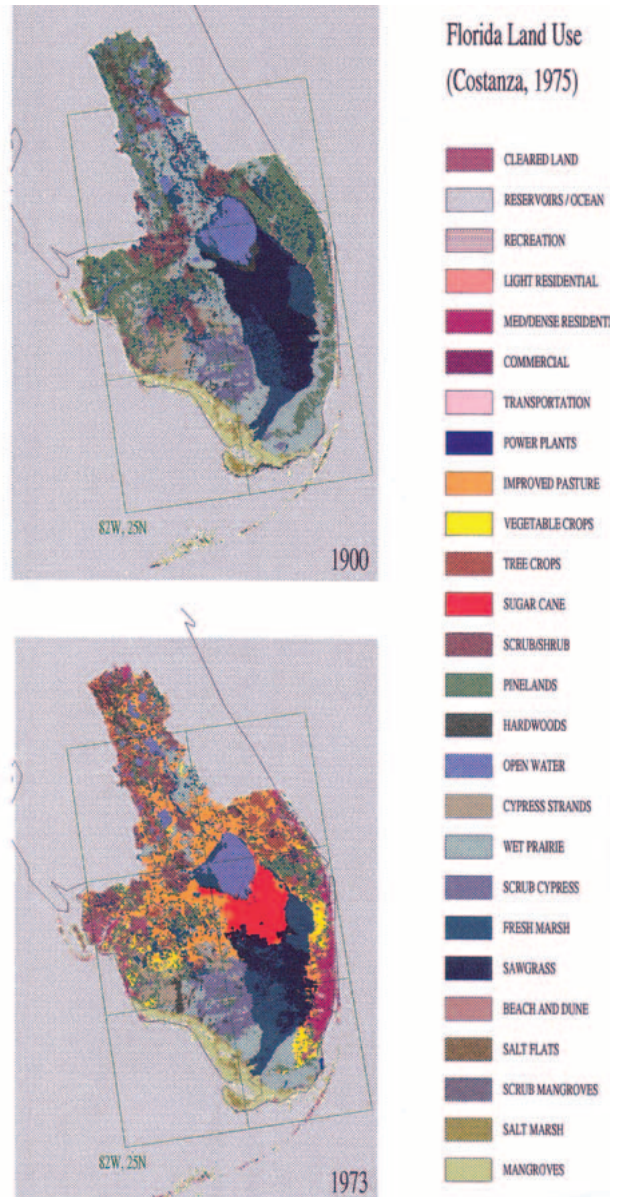 Florida Land Use
(Costanza, 1975)
CLEARED LAND
RESERVOIRS / OCEAN
RECREATION
LIGHT RESIDENTIAL
MED/DENSE RESIDENT
COMMERCIAL
TRANSPORTATION
POWER PLANTS
IMPROVED PASTURE
VEGETABLE CROPS
TREE CROPS
SUGAR CANE
SCRUB/SHRUB
PINELANDS
HARDWOODS
OPEN WATER
CYPRESS STRANDS
WET PRAIRIE
SCRUB CYPRESS
FRESH MARSH
SAWGRASS
BEACH AND DUNE
SALT FLATS
SCRUB MANGROVES
SALT MARSH
MANGROVES
82W, 25N
1900
82W, 25N
1973